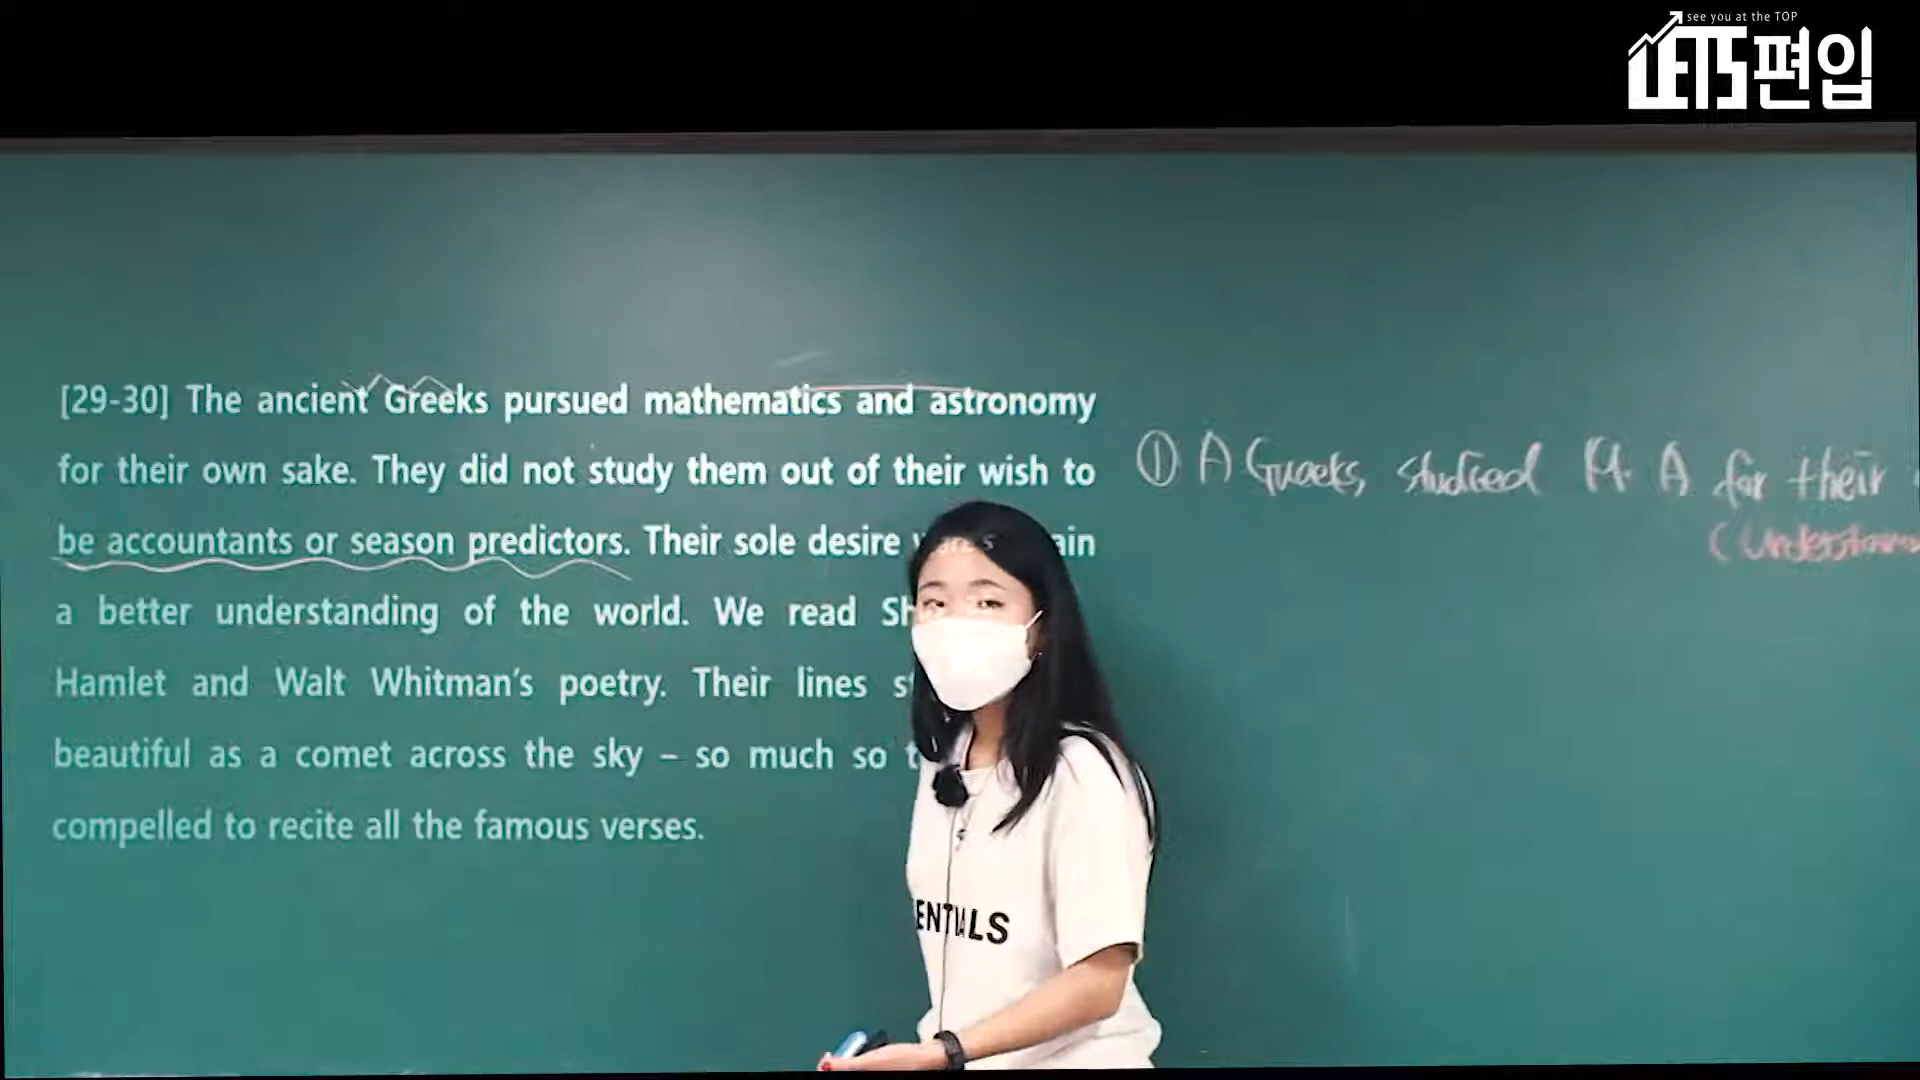 see you at the TOP
LETS편입
[29-30] The ancient Greeks pursued mathematics and astronomy
for their own sake. They did not study them out of their wish to
be accountants or season predictors. Their sole desire
a better understanding of the world. We read
Hamlet and Walt Whitman's poetry. Their lines
beautiful as a comet across the sky – so much so
compelled to recite all the famous verses.
① A Greeks, studied M. A for their
ENTIALS